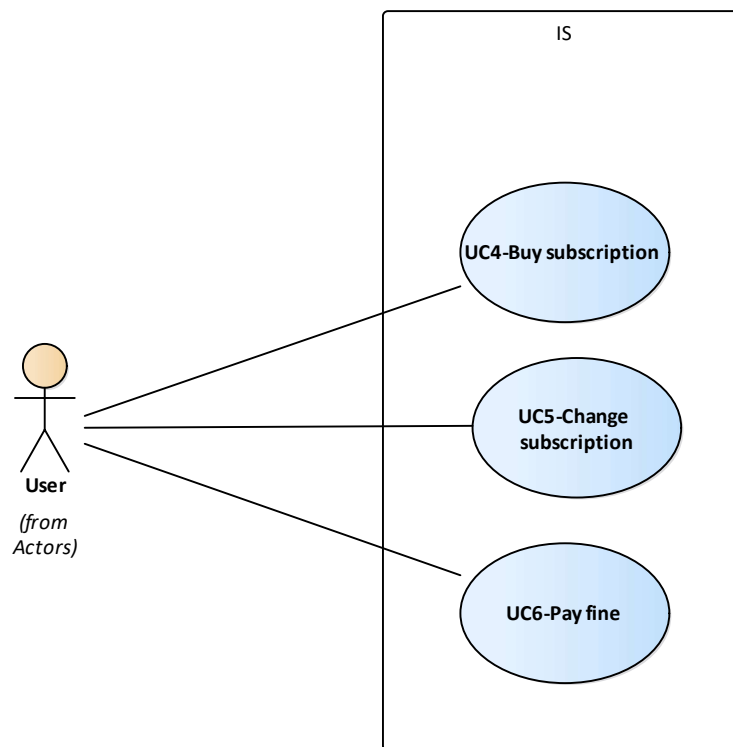 IS
UC4-Buy subscription
UC5-Change
subscription
User
(from
Actors)
UC6-Pay fine